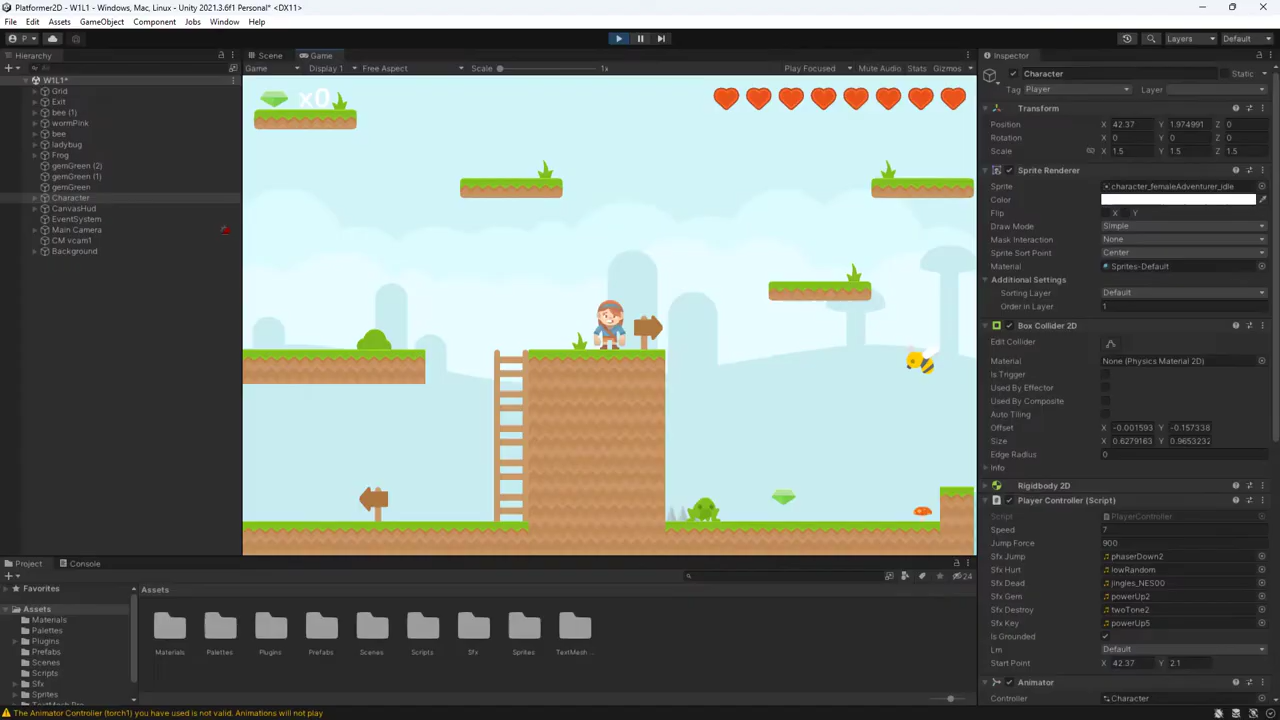 Platformer2D - W1L1 - Windows, Mac, Linux - Unity 2021.3.6f1 Personal* <DX11>
File Edit Assets GameObject Component Jobs Window Help
P
Layers Default
Hierarchy
W1L1*
Grid
Exit
bee (1)
wormPink
bee
ladybug
Frog
gemGreen (2)
gemGreen (1)
gemGreen
Character
CanvasHud
EventSystem
Main Camera
CM vcam1
Background
Scene Game
Game Display 1 Free Aspect Scale 1x Play Focused Mute Audio Stats Gizmos
x0
Inspector
Character Static
Tag Player Layer
Transform
Position X 42.37 Y 1.974991 Z 0
Rotation X 0 Y 0 Z 0
Scale X 1.5 Y 1.5 Z 1.5
Sprite Renderer
Sprite character_femaleAdventurer_idle
Color
Flip X Y
Draw Mode Simple
Mask Interaction None
Sprite Sort Point Center
Material Sprites-Default
Additional Settings
Sorting Layer Default
Order in Layer 1
Box Collider 2D
Edit Collider
Material None (Physics Material 2D)
Is Trigger
Used By Effector
Used By Composite
Auto Tiling
Offset X -0.001593 Y -0.157338
Size X 0.6279163 Y 0.9653232
Edge Radius 0
Info
Rigidbody 2D
Player Controller (Script)
Script PlayerController
Speed 7
Jump Force 900
Sfx Jump phaserDown2
Sfx Hurt lowRandom
Sfx Dead jingles_NES00
Sfx Gem powerUp2
Sfx Destroy twoTone2
Sfx Key powerUp5
Is Grounded
Lm Default
Start Point X 42.37 Y 2.1
Animator
Controller Character
Project Console
24
Favorites
Assets
Materials
Palettes
Plugins
Prefabs
Scenes
Scripts
Sfx
Sprites
Assets
Materials Palettes Plugins Prefabs Scenes Scripts Sfx Sprites TextMesh ...
The Animator Controller (torch1) you have used is not valid. Animations will not play